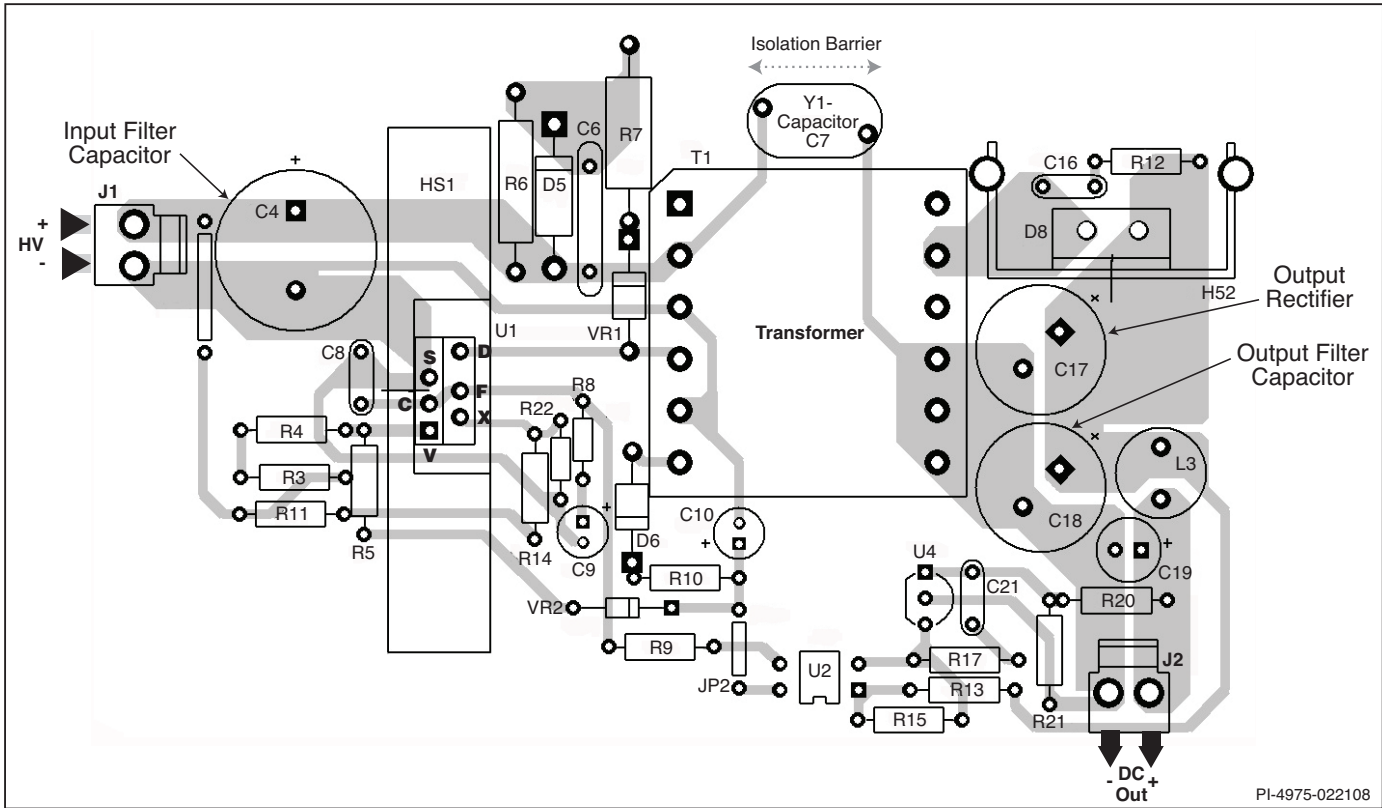 Isolation Barrier
Y1-
Capacitor
C7
Input Filter
Capacitor
+
J1
+
HV
-
C4
HS1
R6
D5
C6
R7
T1
C16
R12
D8
H52
Output
Rectifier
Transformer
VR1
U1
C8
S
D
C
F
X
V
C17
Output Filter
Capacitor
R4
R3
R11
R5
R22
R8
R14
C9
+
D6
C10
+
R10
VR2
R9
JP2
U2
U4
C21
R17
R13
R15
C18
L3
C19
+
R20
R21
J2
- DC +
Out
PI-4975-022108